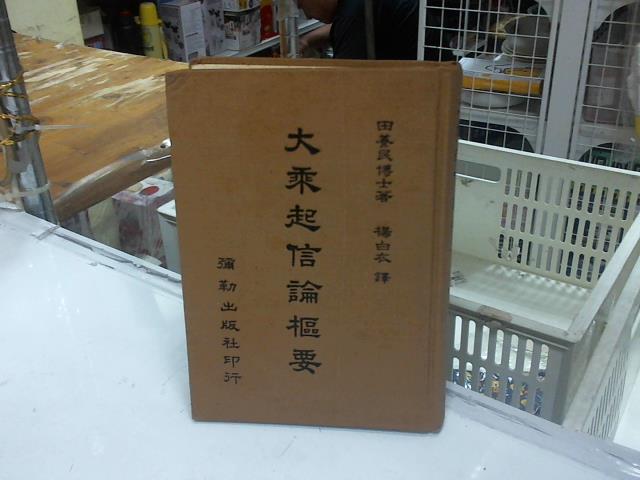 田養民博士著　楊白衣　譯
大乘起信論樞要
彌勒出版社印行